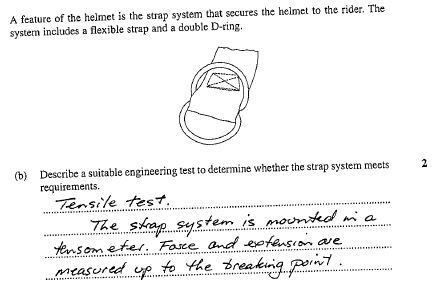 A feature of the helmet is the strap system that secures the helmet to the rider. The
system includes a flexible strap and a double D-ring.
(b) Describe a suitable engineering test to determine whether the strap system meets 2
requirements.
Tensile test.
The strap system is mounted in a
tensometer. Force and extension are
measured up to the breaking point.